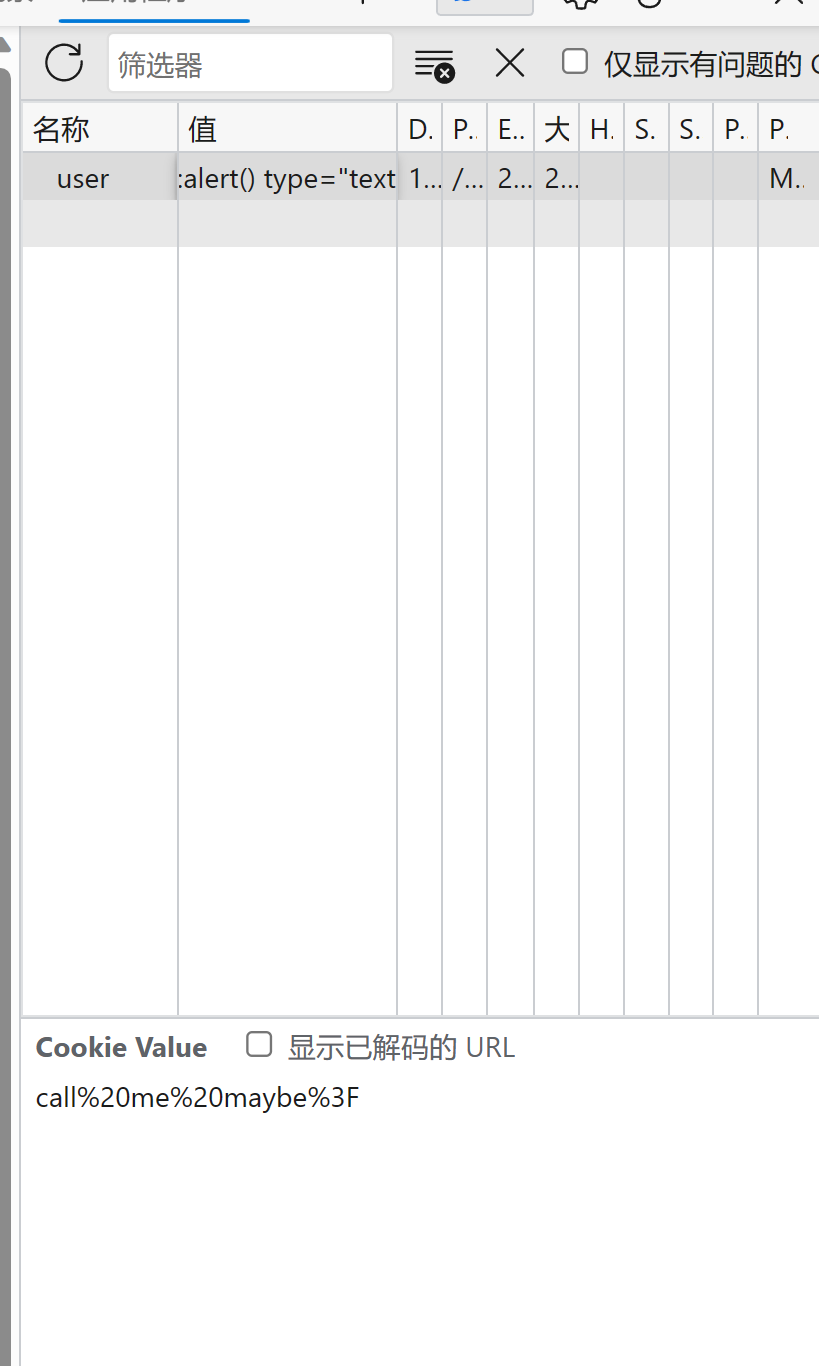 筛选器 仅显示有问题的
名称 值 D. P. E. 大 H. S. S. P. P.
user :alert() type="text 1... /... 2... 2... M..
Cookie Value 显示已解码的 URL
call%20me%20maybe%3F